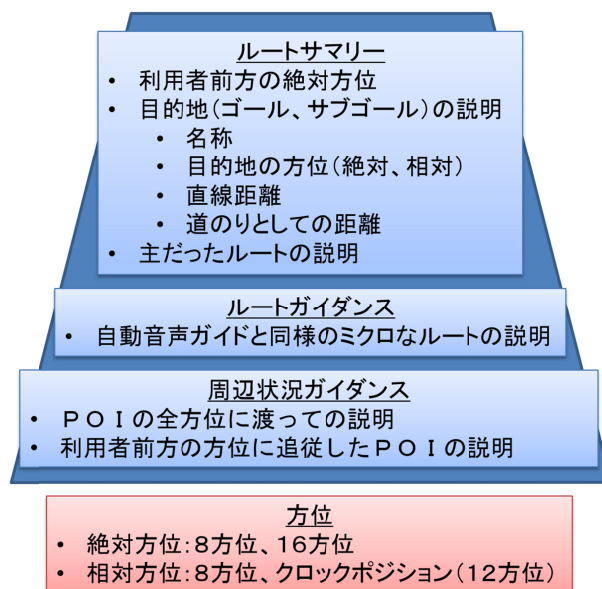 ルートサマリー
• 利用者前方の絶対方位
• 目的地(ゴール、サブゴール)の説明
• 名称
• 目的地の方位(絶対、相対)
• 直線距離
• 道のりとしての距離
• 主だったルートの説明
ルートガイダンス
• 自動音声ガイドと同様のミクロなルートの説明
周辺状況ガイダンス
• POIの全方位に渡っての説明
• 利用者前方の方位に追従したPOIの説明
方位
• 絶対方位:8方位、16方位
• 相対方位:8方位、クロックポジション(12方位)